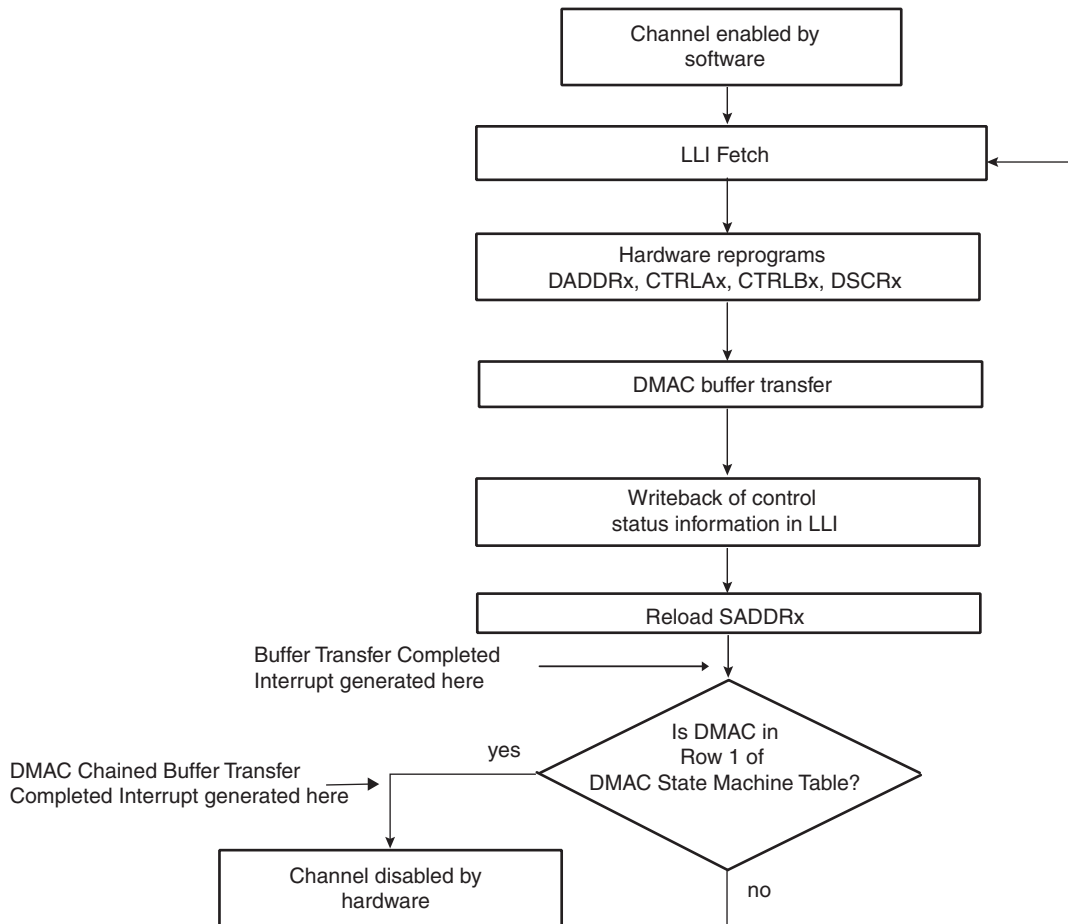 Channel enabled by
software
LLI Fetch
Hardware reprograms
DADDRx, CTRLAx, CTRLBx, DSCRx
DMAC buffer transfer
Writeback of control
status information in LLI
Reload SADDRx
Buffer Transfer Completed
Interrupt generated here
Is DMAC in
Row 1 of
DMAC State Machine Table?
yes
DMAC Chained Buffer Transfer
Completed Interrupt generated here
Channel disabled by
hardware
no